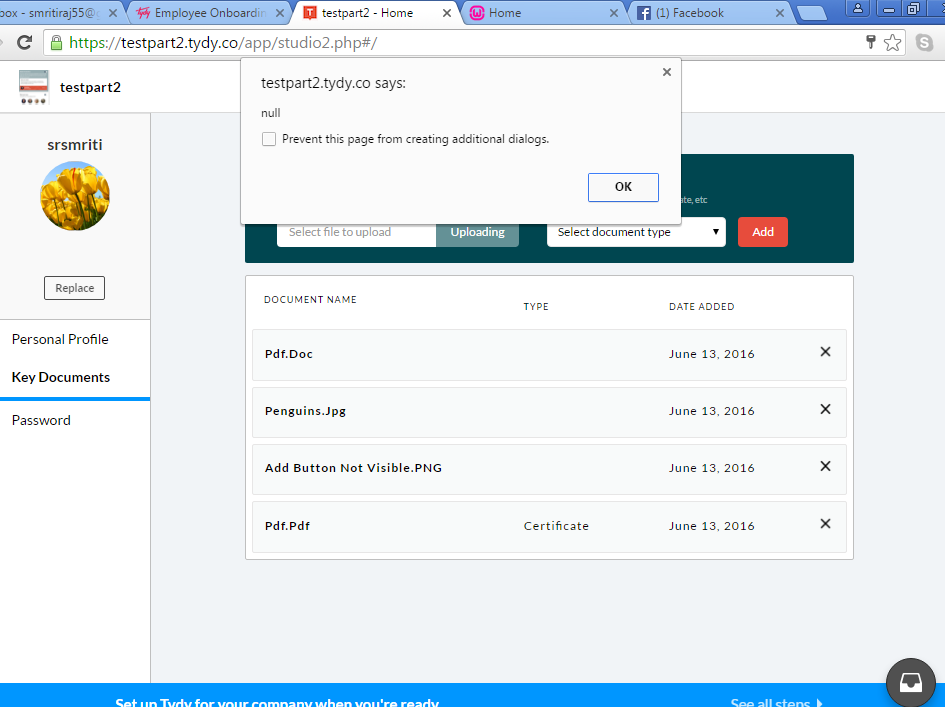 box - smritiraj55@g
Employee Onboardin
testpart2 - Home
Home
(1) Facebook
https://testpart2.tydy.co/app/studio2.php#/
testpart2
testpart2.tydy.co says:
null
Prevent this page from creating additional dialogs.
OK
srsmriti
Replace
Personal Profile
Key Documents
Password
ate, etc
Select file to upload
Uploading
Select document type
Add
DOCUMENT NAME
TYPE
DATE ADDED
Pdf.Doc
June 13, 2016
Penguins.Jpg
June 13, 2016
Add Button Not Visible.PNG
June 13, 2016
Pdf.Pdf
Certificate
June 13, 2016
Set up Tydy for your company when you're ready
See all steps